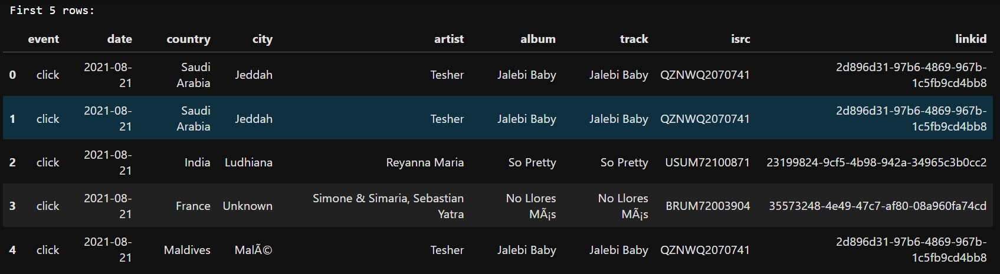 First 5 rows:
event date country city artist album track isrc linkid
0 click 2021-08-21 Saudi Arabia Jeddah Tesher Jalebi Baby Jalebi Baby QZNWQ2070741 2d896d31-97b6-4869-967b-1c5fb9cd4bb8
1 click 2021-08-21 Saudi Arabia Jeddah Tesher Jalebi Baby Jalebi Baby QZNWQ2070741 2d896d31-97b6-4869-967b-1c5fb9cd4bb8
2 click 2021-08-21 India Ludhiana Reyanna Maria So Pretty So Pretty USUM72100871 23199824-9cf5-4b98-942a-34965c3b0cc2
3 click 2021-08-21 France Unknown Simone & Simaria, Sebastian Yatra No Llores MÃ¡s No Llores MÃ¡s BRUM72003904 35573248-4e49-47c7-af80-08a960fa74cd
4 click 2021-08-21 Maldives MalÃ© Tesher Jalebi Baby Jalebi Baby QZNWQ2070741 2d896d31-97b6-4869-967b-1c5fb9cd4bb8